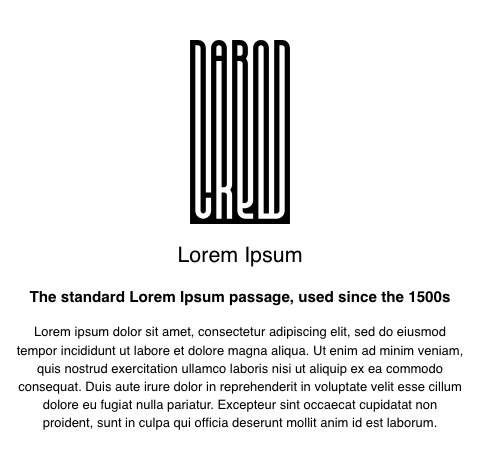 DAROD
CREW
Lorem Ipsum
The standard Lorem Ipsum passage, used since the 1500s
Lorem ipsum dolor sit amet, consectetur adipiscing elit, sed do eiusmod
tempor incididunt ut labore et dolore magna aliqua. Ut enim ad minim veniam,
quis nostrud exercitation ullamco laboris nisi ut aliquip ex ea commodo
consequat. Duis aute irure dolor in reprehenderit in voluptate velit esse cillum
dolore eu fugiat nulla pariatur. Excepteur sint occaecat cupidatat non
proident, sunt in culpa qui officia deserunt mollit anim id est laborum.